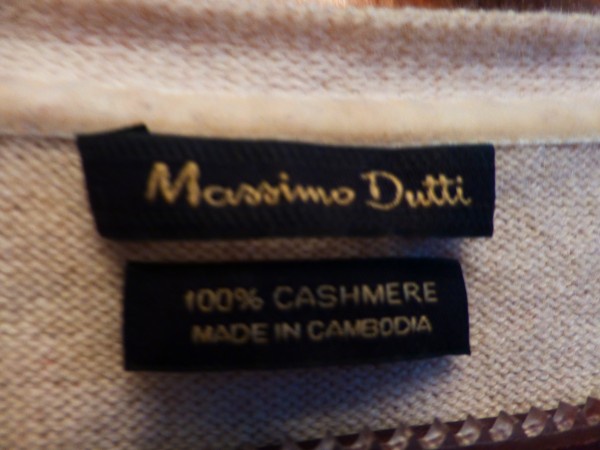 Massimo Dutti
100% CASHMERE
MADE IN CAMBODIA